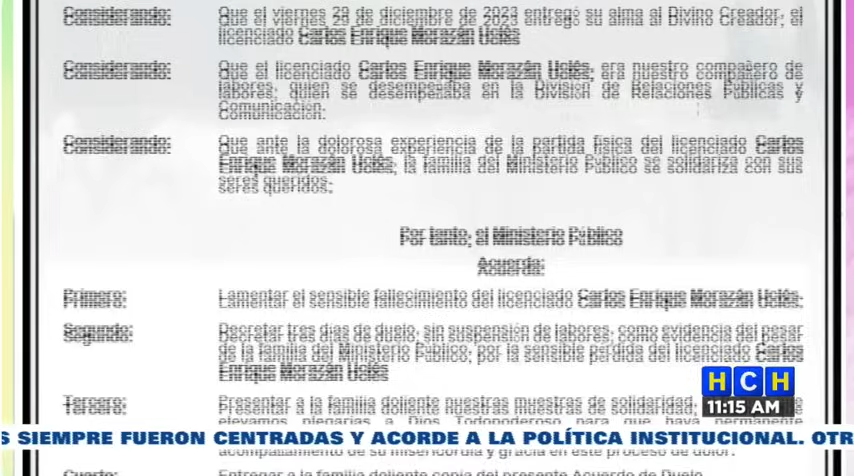 Considerando: Que el viernes 29 de diciembre de 2023 entregó su alma al Divino Creador, el
licenciado Carlos Enrique Morazán Uclés
Considerando: Que el licenciado Carlos Enrique Morazán Uclés, era nuestro compañero de
labores, quien se desempeñaba en la División de Relaciones Públicas y
Comunicación.
Considerando: Que ante la dolorosa experiencia de la partida física del licenciado Carlos
Enrique Morazán Uclés, la familia del Ministerio Público se solidariza con sus
seres queridos;
Por tanto, el Ministerio Público
Acuerda:
Primero: Lamentar el sensible fallecimiento del licenciado Carlos Enrique Morazán Uclés.
Segundo: Decretar tres días de duelo, sin suspensión de labores, como evidencia del pesar
de la familia del Ministerio Público, por la sensible pérdida del licenciado Carlos
Enrique Morazán Uclés
Tercero: Presentar a la familia doliente nuestras muestras de solidaridad, e
elevamos plegarias a Dios Todopoderoso para que haya permanente
acompañamiento de su misericordia y gracia en este proceso de dolor.
Cuarto: Entregar a la familia doliente copia del presente Acuerdo de Duelo
HCH
11:15 AM
S SIEMPRE FUERON CENTRADAS Y ACORDE A LA POLÍTICA INSTITUCIONAL. OTR